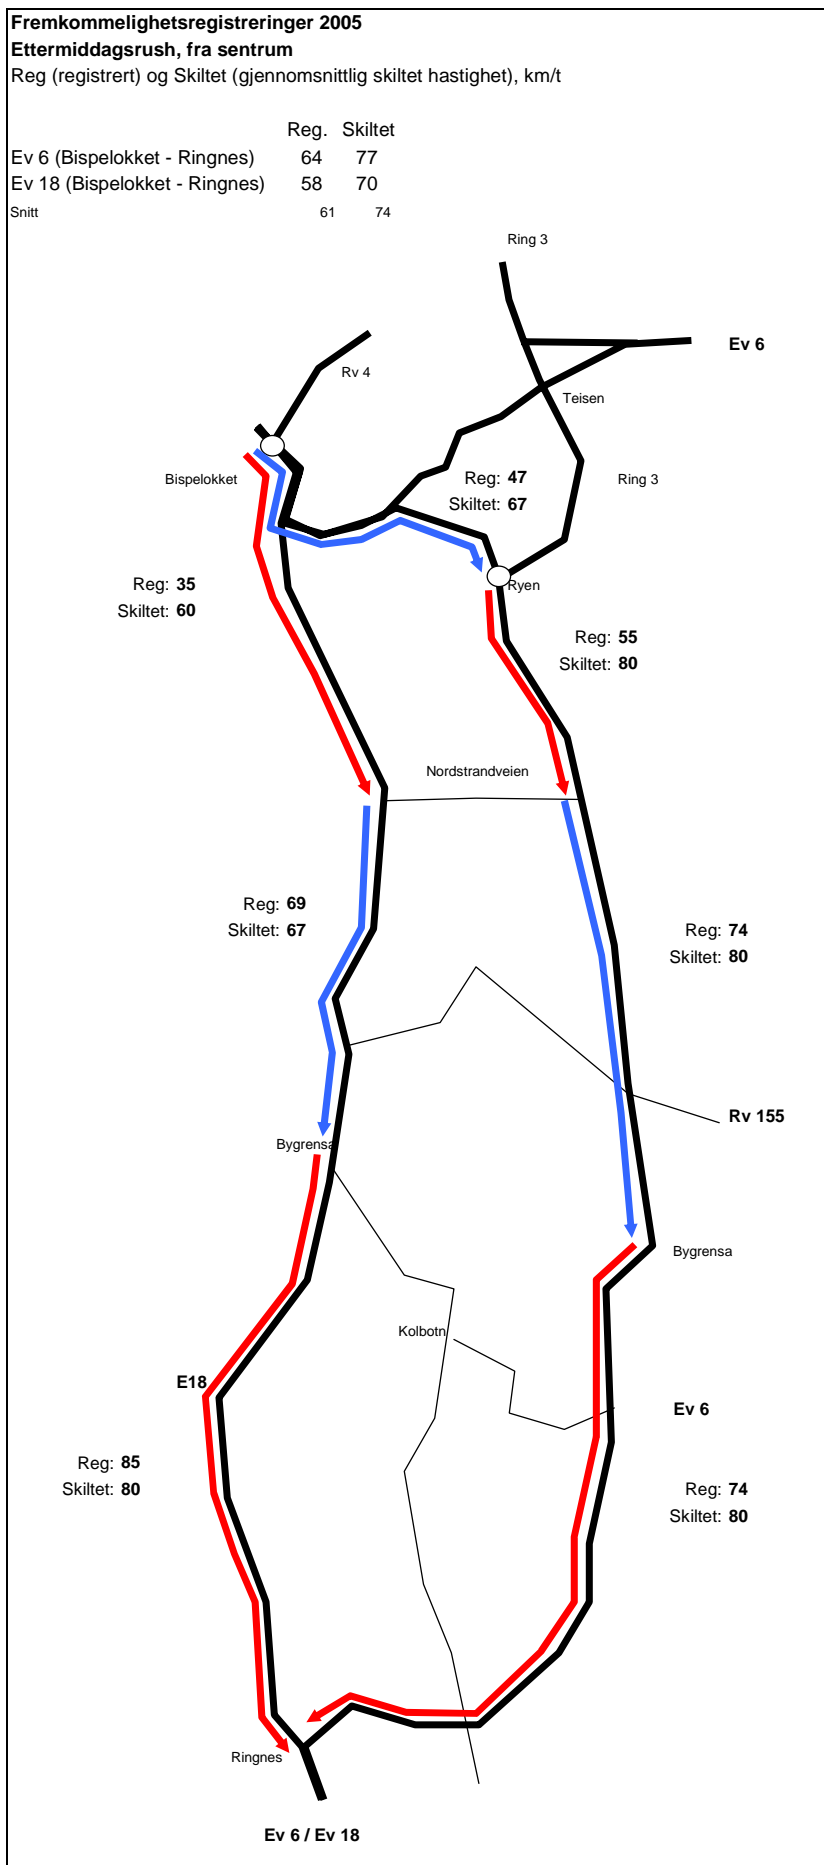 Fremkommelighetsregistreringer 2005
Ettermiddagsrush, fra sentrum
Reg (registrert) og Skiltet (gjennomsnittlig skiltet hastighet), km/t
Reg. Skiltet
Ev 6 (Bispelokket - Ringnes) 64 77
Ev 18 (Bispelokket - Ringnes) 58 70
Snitt 61 74
Ring 3
Ev 6
Rv 4
Teisen
Bispelokket
Reg: 47
Skiltet: 67
Ring 3
Ryen
Reg: 35
Skiltet: 60
Reg: 55
Skiltet: 80
Nordstrandveien
Reg: 69
Skiltet: 67
Reg: 74
Skiltet: 80
Rv 155
Bygrensa
Bygrensa
Kolbotn
E18
Ev 6
Reg: 85
Skiltet: 80
Reg: 74
Skiltet: 80
Ringnes
Ev 6 / Ev 18